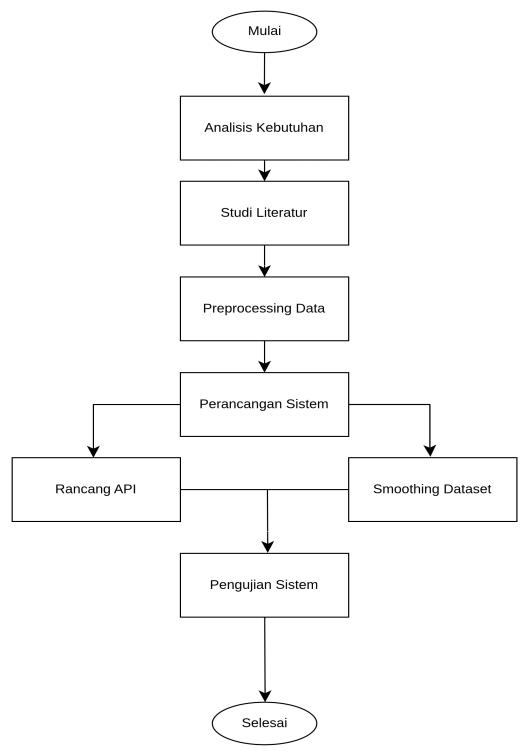 Mulai
Analisis Kebutuhan
Studi Literatur
Preprocessing Data
Perancangan Sistem
Rancang API
Smoothing Dataset
Pengujian Sistem
Selesai